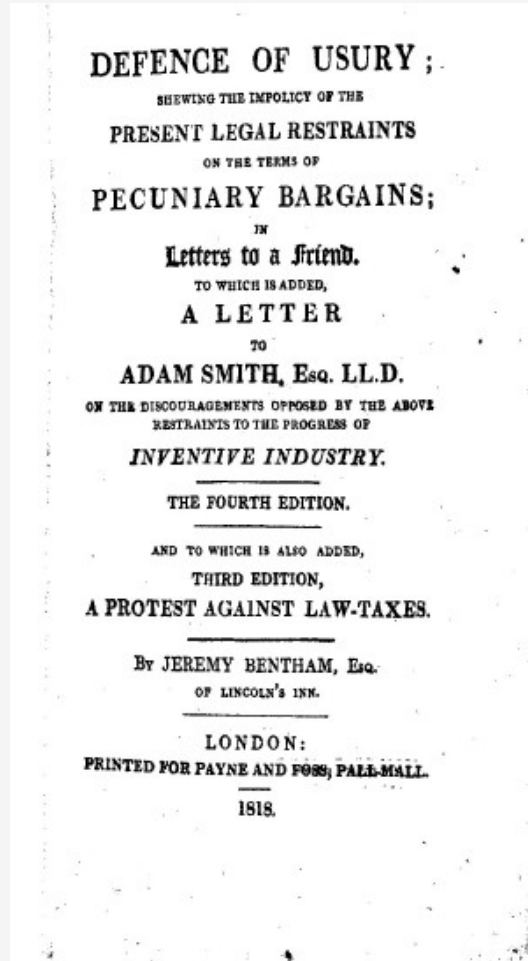 DEFENCE OF USURY;
SHEWING THE IMPOLICY OF THE
PRESENT LEGAL RESTRAINTS
ON THE TERMS OF
PECUNIARY BARGAINS;
IN
Letters to a Friend.
TO WHICH IS ADDED,
A LETTER
TO
ADAM SMITH, Esq. LL.D.
ON THE DISCOURAGEMENTS OPPOSED BY THE ABOVE
RESTRAINTS TO THE PROGRESS OF
INVENTIVE INDUSTRY.
THE FOURTH EDITION.
AND TO WHICH IS ALSO ADDED,
THIRD EDITION,
A PROTEST AGAINST LAW-TAXES.
By JEREMY BENTHAM, Esq.
OF LINCOLN'S INN.
LONDON:
PRINTED FOR PAYNE AND FOSS, PALL-MALL.
1818.